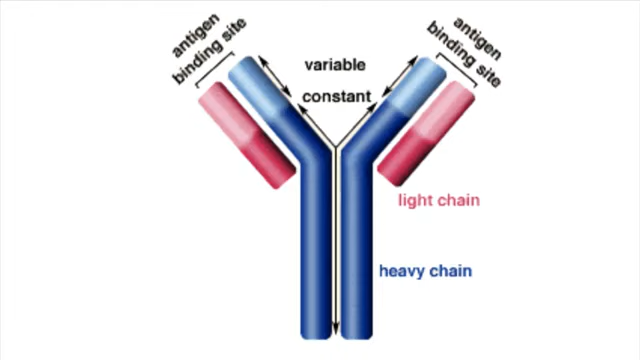 antigen
binding site
variable
constant
antigen
binding site
light chain
heavy chain